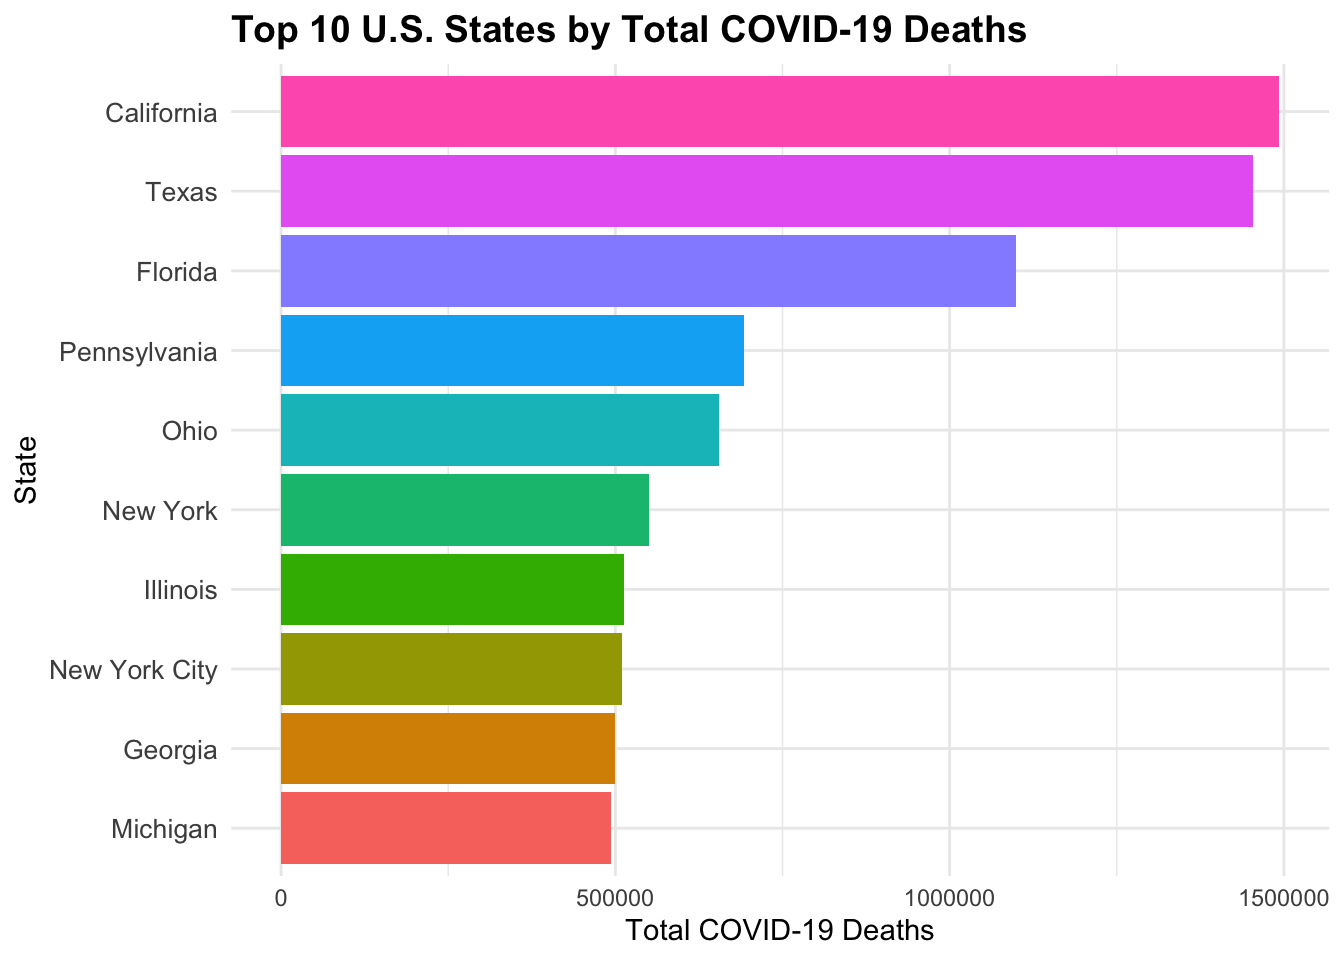 Top 10 U.S. States by Total COVID-19 Deaths
California
Texas
Florida
Pennsylvania
Ohio
New York
Illinois
New York City
Georgia
Michigan
State
0 500000 1000000 1500000
Total COVID-19 Deaths